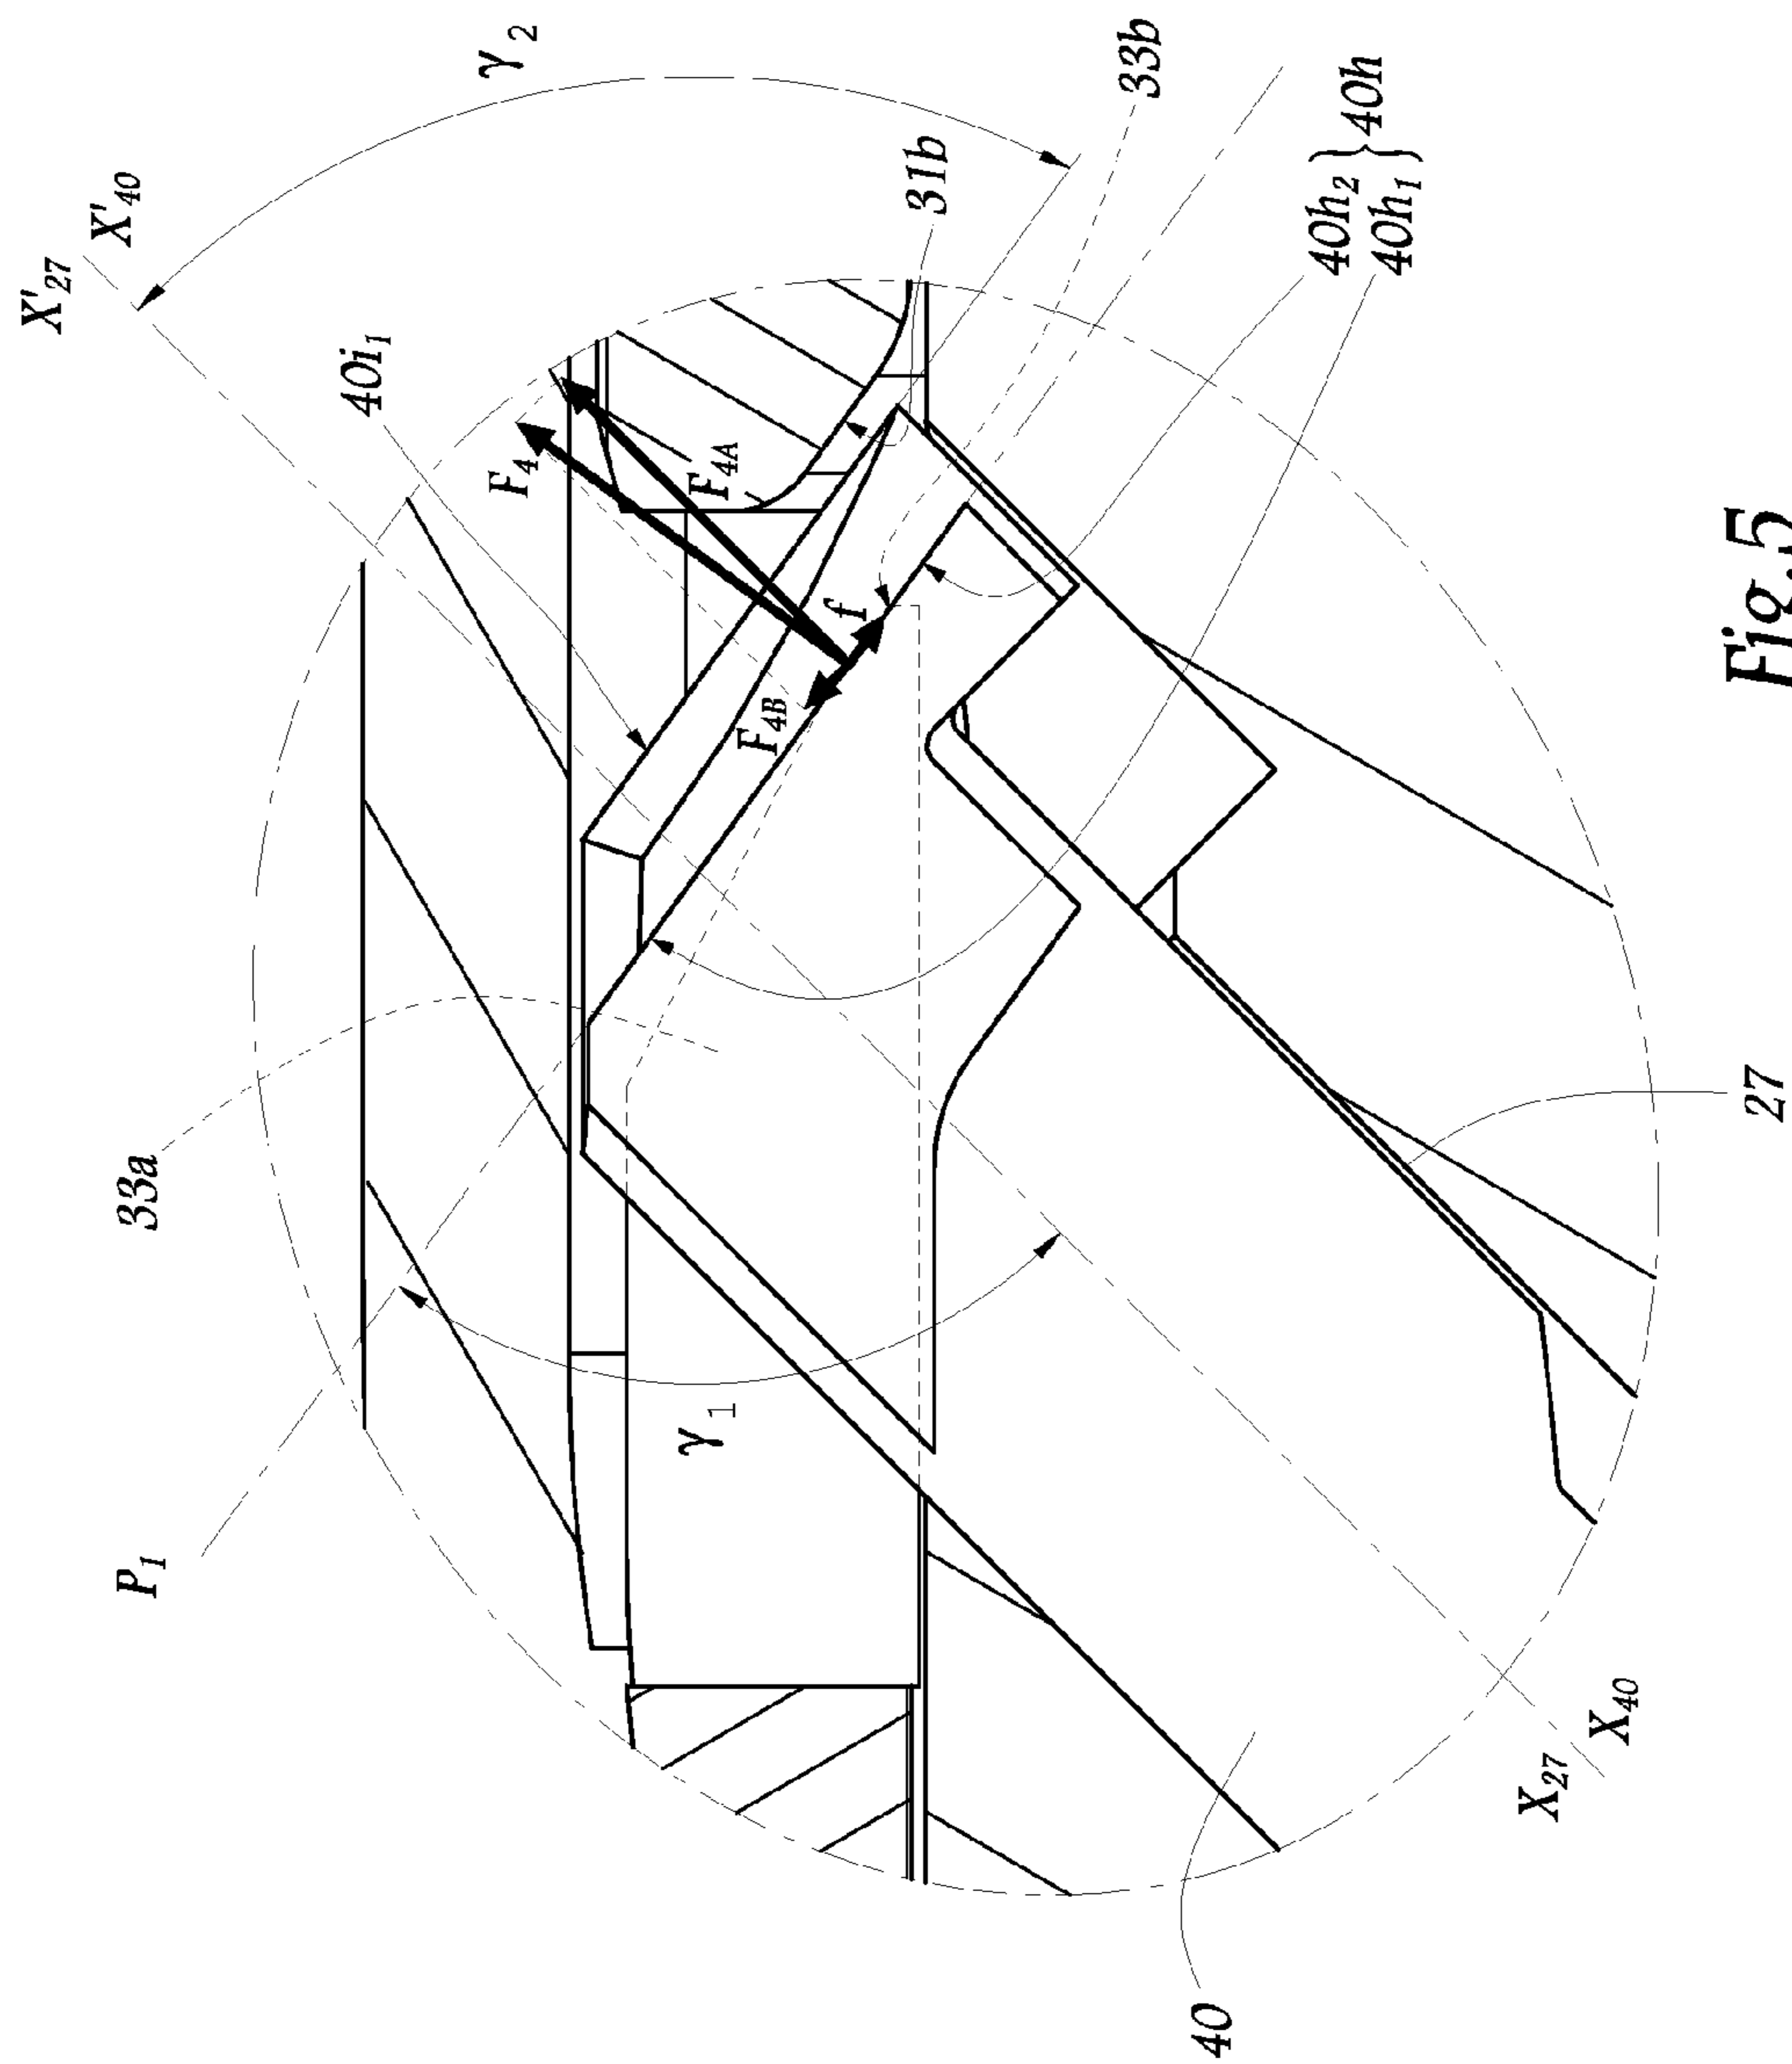 40
X₂₇
X₄₀
P₁
33a
γ₁
27
F₄B
f
F₄
F₄A
40i₁
X'₂₇
X'₄₀
γ₂
31b
33b
40h₂ } 40h
40h₁
Fig.5